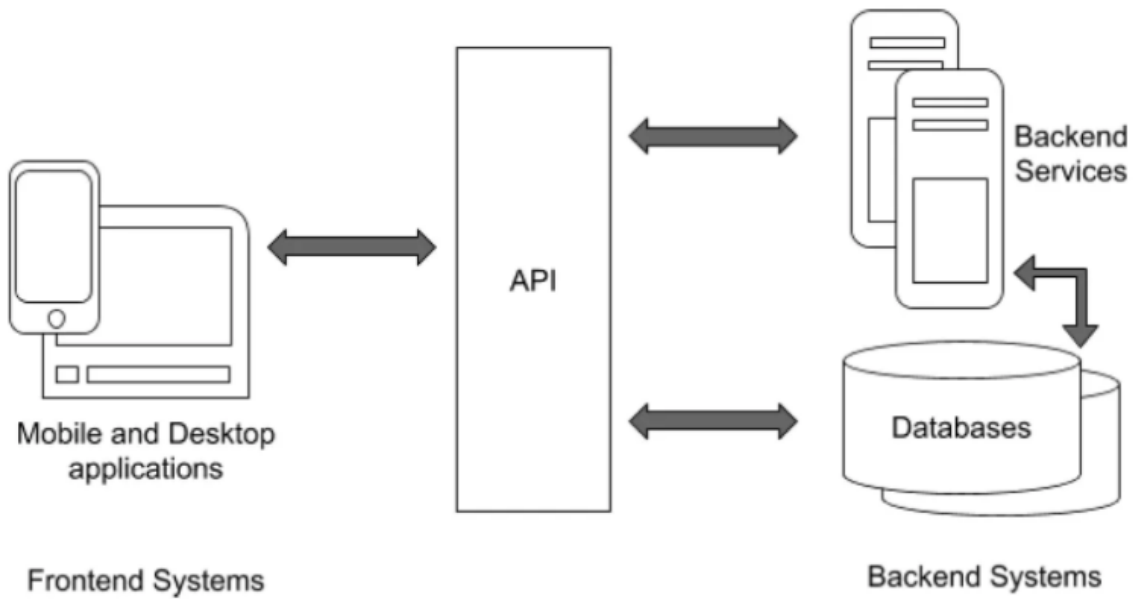 Backend
Services
API
Databases
Mobile and Desktop
applications
Frontend Systems
Backend Systems